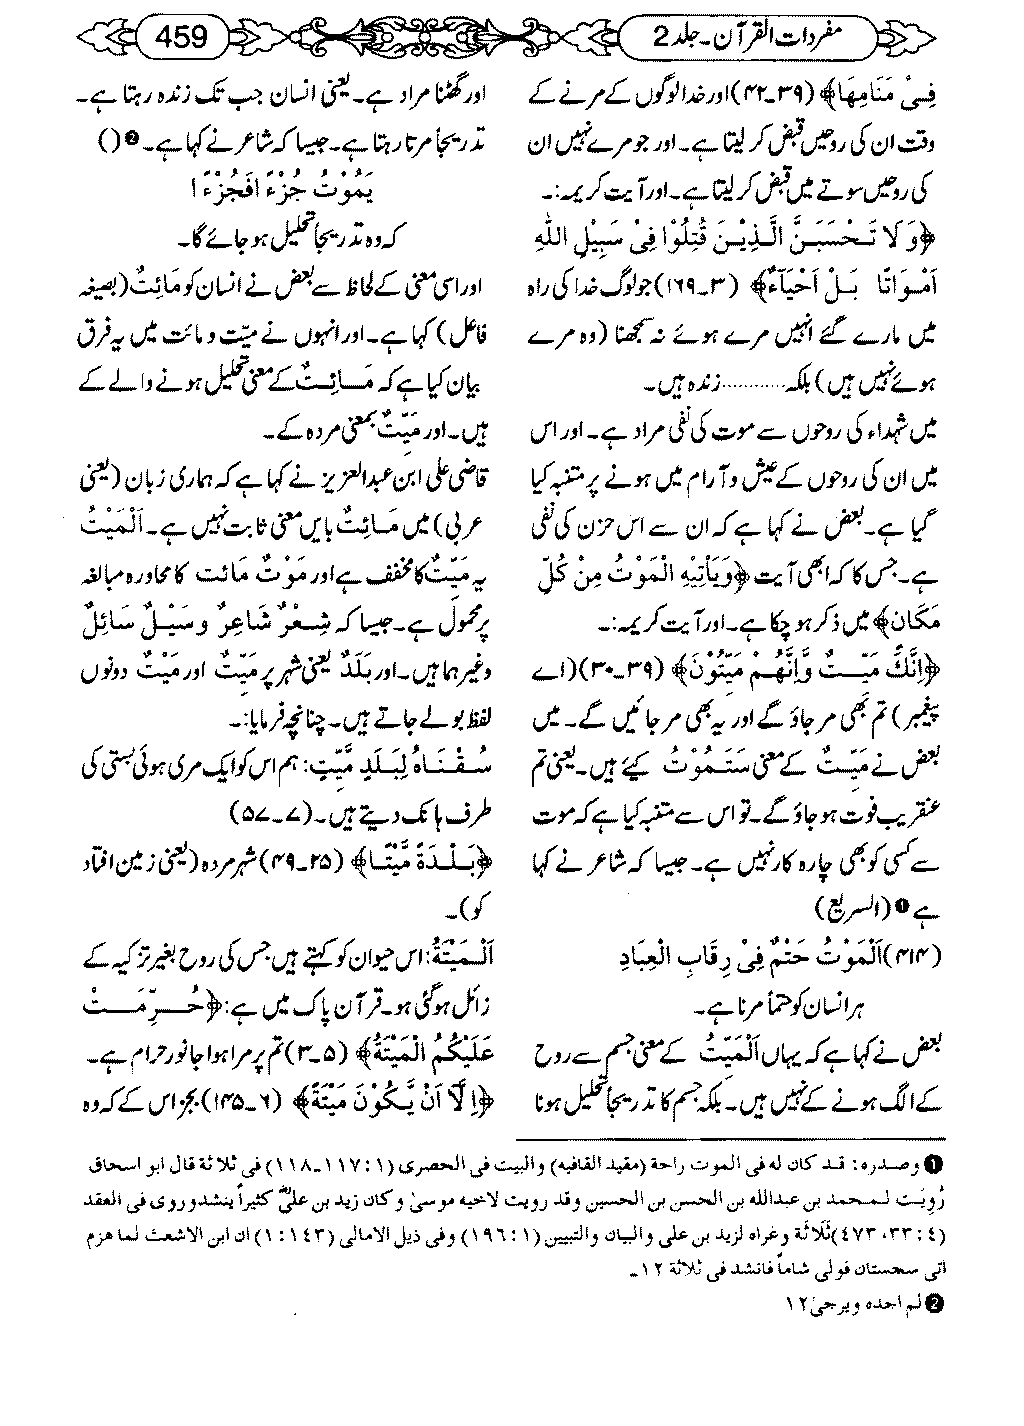 مفردات القرآن۔جلد 2
459
فِیْ مَنَامِهَا﴾ (۳۹۔۴۲) اور خدا لوگوں کے مرنے کے
وقت ان کی روحیں قبض کر لیتا ہے۔ اور جو مرے نہیں ان
کی روحیں سوتے میں قبض کر لیتا ہے۔ اور آیت کریمہ:۔
﴿وَلَا تَحْسَبَنَّ الَّذِیْنَ قُتِلُوْا فِیْ سَبِیْلِ اللّٰهِ
اَمْوَاتًا بَلْ اَحْیَآءٌ﴾ (۳۔۱۶۹) جو لوگ خدا کی راہ
میں مارے گئے انہیں مرے ہوئے نہ سمجھنا (وہ مرے
ہوئے نہیں ہیں) بلکہ............زندہ ہیں۔
میں شہداء کی روحوں سے موت کی نفی مراد ہے۔ اور اس
میں ان کی روحوں کے عیش و آرام میں ہونے پر متنبہ کیا
گیا ہے۔ بعض نے کہا ہے کہ ان سے اس حزن کی نفی
ہے۔ جس کا کہ ابھی آیت ﴿وَیَاْتِیْهِ الْمَوْتُ مِنْ كُلِّ
مَكَان﴾ میں ذکر ہو چکا ہے۔ اور آیت کریمہ:۔
﴿اِنَّكَ مَیِّتٌ وَّاِنَّهُمْ مَیِّتُوْنَ﴾ (۳۹۔۳۰) (اے
پیغمبر) تم بھی مر جاؤ گے اور یہ بھی مر جائیں گے۔ میں
بعض نے مَیِّتٌ کے معنی سَتَمُوْتُ کیے ہیں۔ یعنی تم
عنقریب فوت ہو جاؤ گے۔ تو اس سے متنبہ کیا ہے کہ موت
سے کسی کو بھی چارہ کار نہیں ہے۔ جیسا کہ شاعر نے کہا
ہے❶ (السریع)
(۴۱۴) اَلْمَوْتُ حَتْمٌ فِیْ رِقَابِ الْعِبَادِ
ہر انسان کو حتماً مرنا ہے۔
بعض نے کہا ہے کہ یہاں اَلْمَیِّتُ کے معنی جسم سے روح
کے الگ ہونے کے نہیں ہیں۔ بلکہ جسم کا تدریجاً تحلیل ہونا
اور گھٹنا مراد ہے۔ یعنی انسان جب تک زندہ رہتا ہے۔
تدریجاً مرتا رہتا ہے۔ جیسا کہ شاعر نے کہا ہے۔❷ ()
یَمُوْتُ جُزْءً افَجُزْءً ا
کہ وہ تدریجاً تحلیل ہو جائے گا۔
اور اسی معنی کے لحاظ سے بعض نے انسان کو مَائِتٌ (بصیغہ
فاعل) کہا ہے۔ اور انہوں نے میّت و مائت میں یہ فرق
بیان کیا ہے کہ مَائِتٌ کے معنی تحلیل ہونے والے کے
ہیں۔ اور مَیِّتٌ بمعنی مردہ کے۔
قاضی علی ابن عبدالعزیز نے کہا ہے کہ ہماری زبان (یعنی
عربی) میں مَائِتٌ بایں معنی ثابت نہیں ہے۔ اَلْمَیْتُ
یہ مَیِّتٌ کا مخفف ہے اور مَوْتٌ مَائت کا محاورہ مبالغہ
پر محمول ہے۔ جیسا کہ شِعْرٌ شَاعِرٌ وَسَیْلٌ سَائِلٌ
وغیرہما ہیں۔ اور بَلَدٌ یعنی شہر پر مَیِّتٌ اور مَیْتٌ دونوں
لفظ بولے جاتے ہیں۔ چنانچہ فرمایا:۔
سُقْنَاهُ لِبَلَدٍ مَّیِّتٍ: ہم اس کو ایک مری ہوئی بستی کی
طرف ہانک دیتے ہیں۔ (۷۔۵۷)
﴿بَلْدَةً مَّیْتًا﴾ (۲۵۔۴۹) شہر مردہ (یعنی زمین افتاد
کو)۔
اَلْمَیْتَةُ: اس حیوان کو کہتے ہیں جس کی روح بغیر تزکیہ کے
زائل ہو گئی ہو۔ قرآن پاک میں ہے: ﴿حُرِّمَتْ
عَلَیْكُمُ الْمَیْتَةُ﴾ (۵۔۳) تم پر مرا ہوا جانور حرام ہے۔
﴿اِلَّا اَنْ یَّكُوْنَ مَیْتَةً﴾ (۶۔۱۴۵) بجز اس کے کہ وہ
❶ وصدره: قد كان له فى الموت راحة (مقيد القافيه) والبيت فى الحصرى (۱: ۱۱۷-۱۱۸) فى ثلاثة قال ابو اسحاق
رُويَت لمحمد بن عبدالله بن الحسن بن الحسين وقد رويت لاخيه موسىٰ و كان زيد بن على كثيراً ينشدو روى فى العقد
(٤: ۳۳، ٤۷۳) ثلاثة وغراه لزيد بن على والبيان والتبيين (۱: ۱۹٦) وفى ذيل الامالى (۱: ۱٤۳) ان ابن الاشعث لما هزم
اتى سجستان فولى شاماً فانشد فى ثلاثة ۱۲۔
❷ لم اجده ويرجىٰ ۱۲